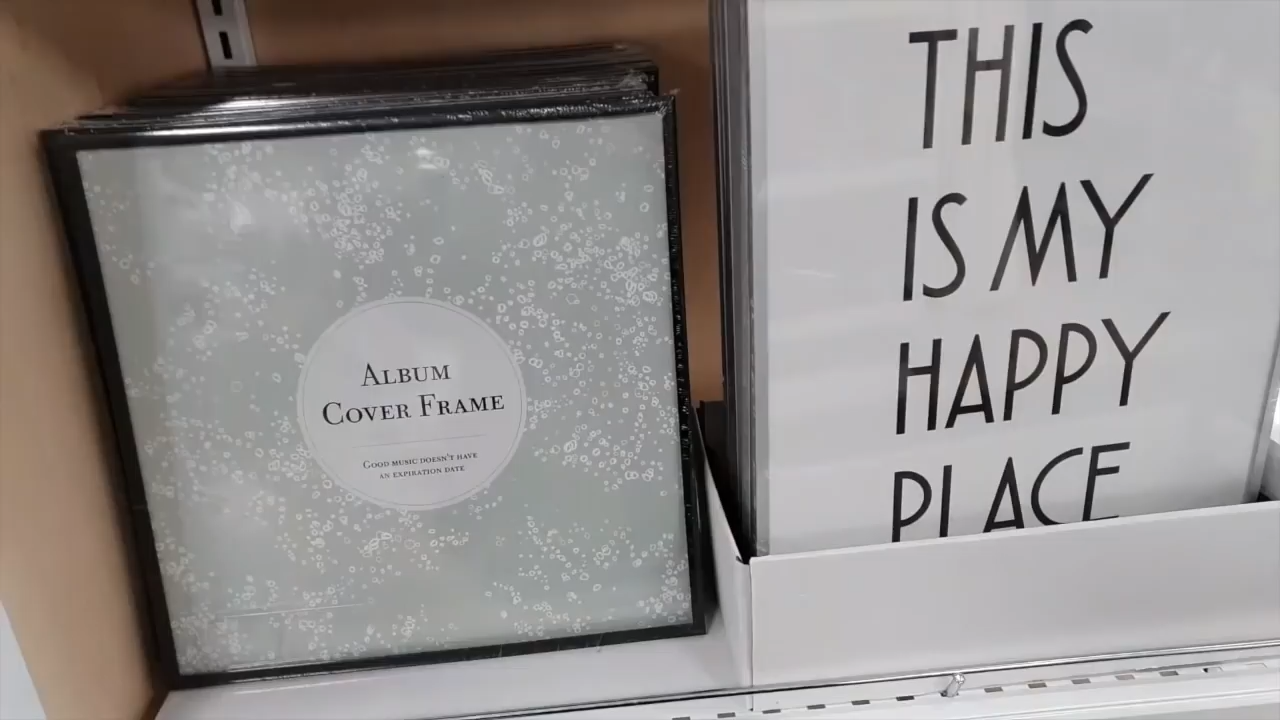 ALBUM
COVER FRAME
GOOD MUSIC DOESN'T HAVE
AN EXPIRATION DATE
THIS
IS MY
HAPPY
PLACE